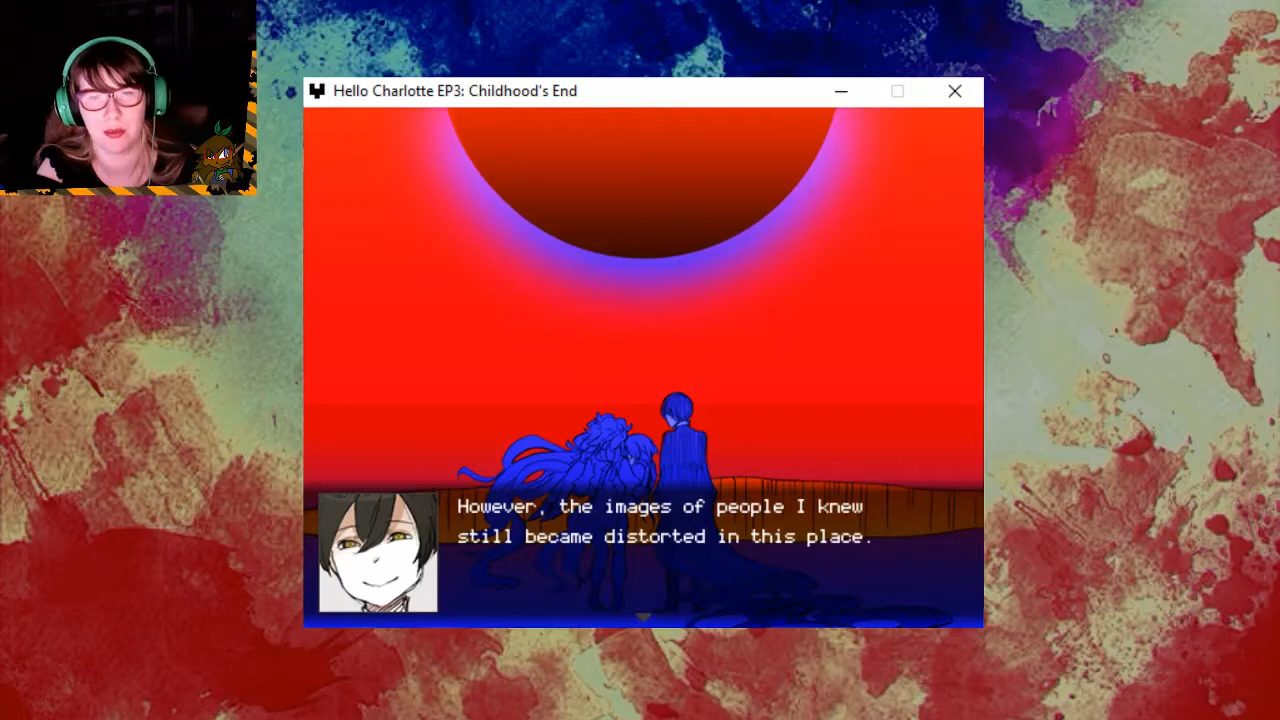 Hello Charlotte EP3: Childhood's End
However, the images of people I knew
still became distorted in this place.